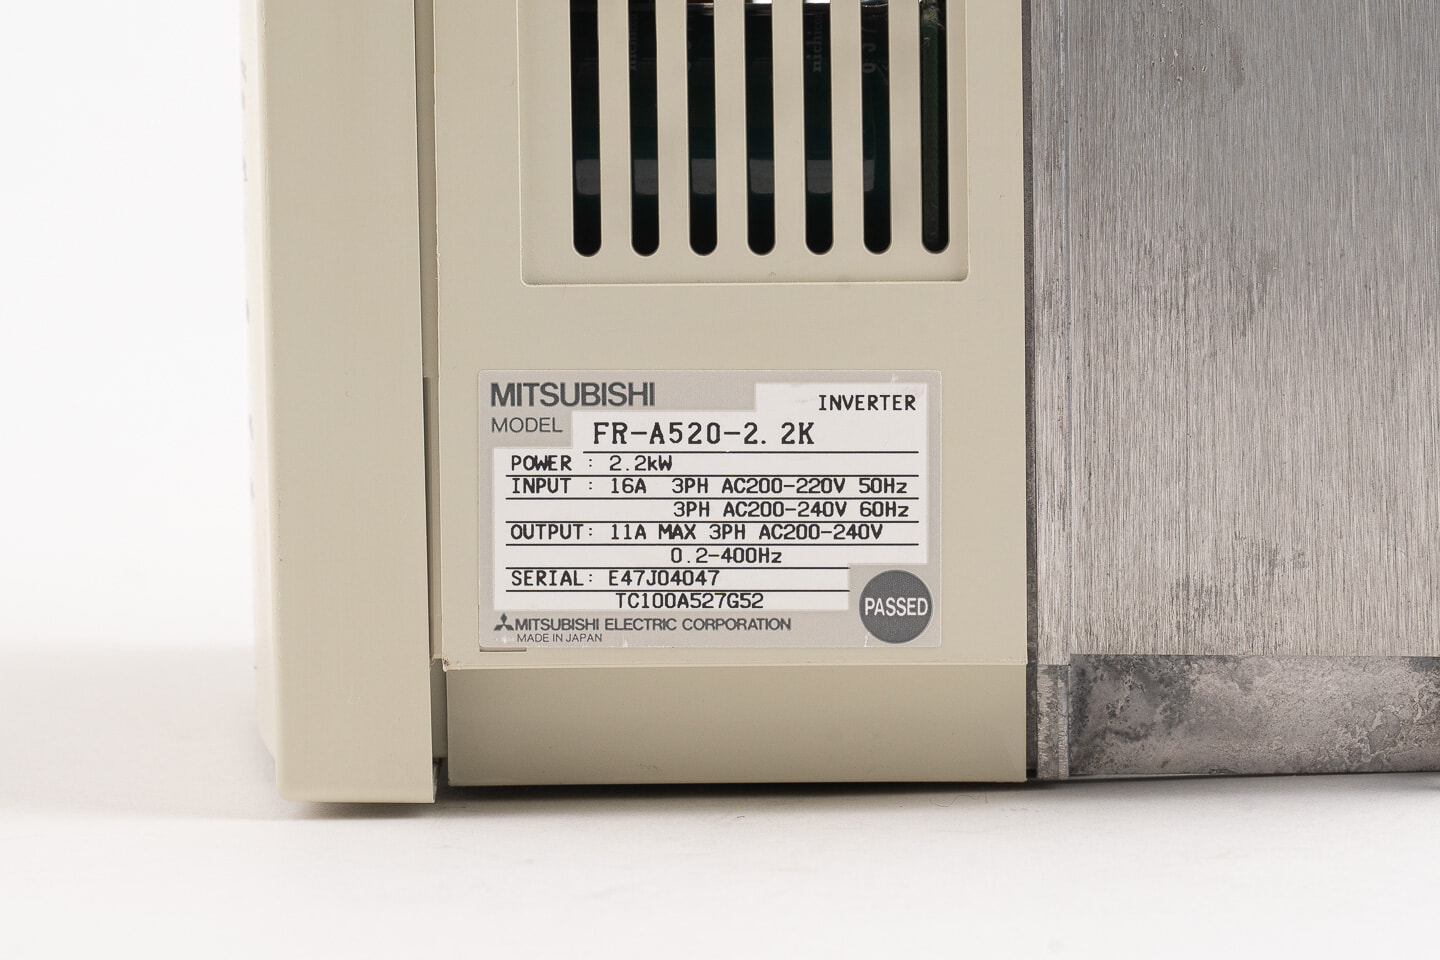 nichicon
MITSUBISHI
INVERTER
MODEL FR-A520-2.2K
POWER : 2.2kW
INPUT : 16A 3PH AC200-220V 50Hz
3PH AC200-240V 60Hz
OUTPUT: 11A MAX 3PH AC200-240V
0.2-400Hz
SERIAL: E47J04047
TC100A527G52
PASSED
MITSUBISHI ELECTRIC CORPORATION
MADE IN JAPAN